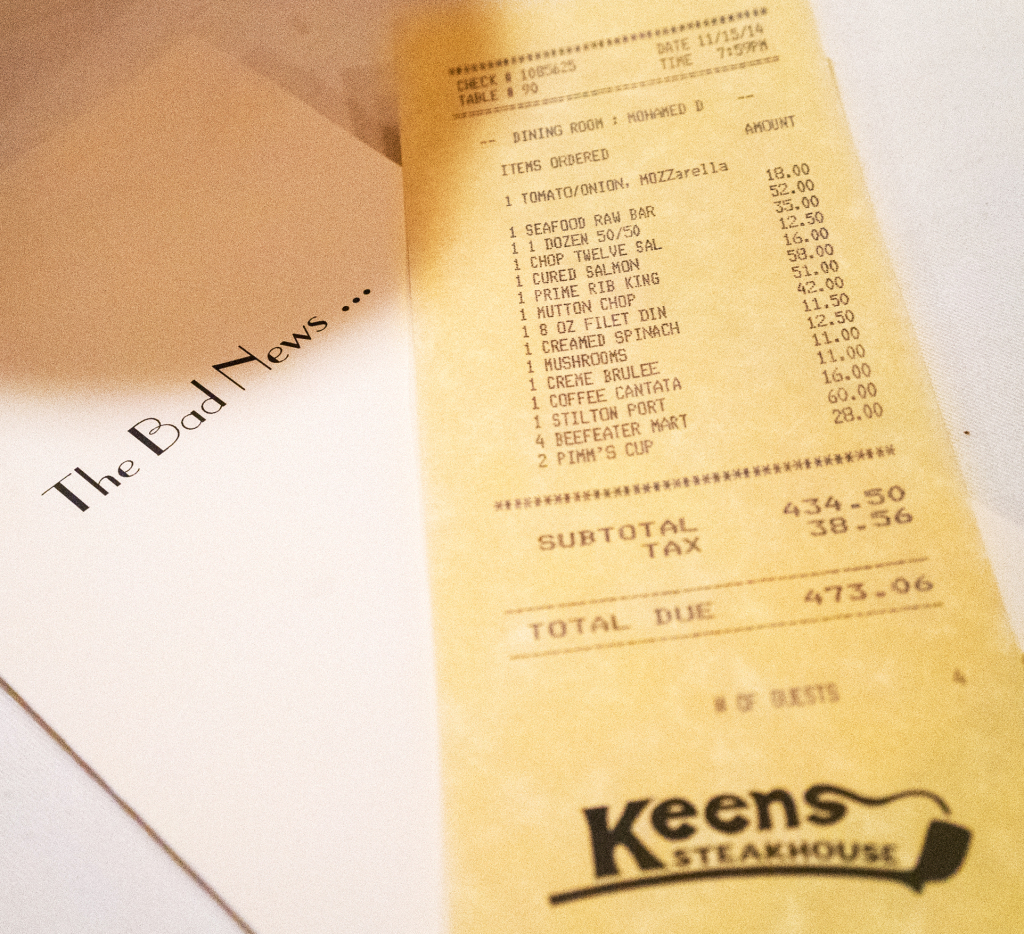 The Bad News ...
************************************
CHECK # 1085625 DATE 11/15/14
TABLE # 90 TIME 7:59PM
====================================
-- DINING ROOM : MOHAMED D --
ITEMS ORDERED AMOUNT
1 TOMATO/ONION, MOZZarella 18.00
1 SEAFOOD RAW BAR 52.00
1 1 DOZEN 50/50 35.00
1 CHOP TWELVE SAL 12.50
1 CURED SALMON 16.00
1 PRIME RIB KING 58.00
1 MUTTON CHOP 51.00
1 8 OZ FILET DIN 42.00
1 CREAMED SPINACH 11.50
1 MUSHROOMS 12.50
1 CREME BRULEE 11.00
1 COFFEE CANTATA 11.00
1 STILTON PORT 16.00
4 BEEFEATER MART 60.00
2 PIMM'S CUP 28.00
************************************
SUBTOTAL 434.50
TAX 38.56
------------------------------------
TOTAL DUE 473.06
------------------------------------
# OF GUESTS 4
Keens
STEAKHOUSE